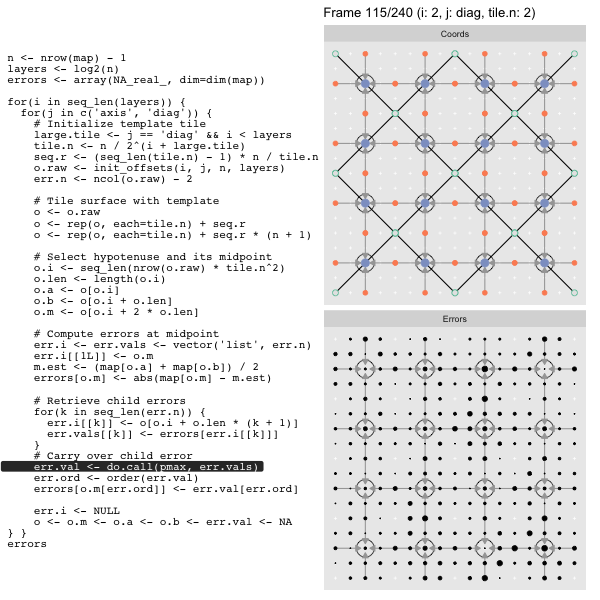 Frame 115/240 (i: 2, j: diag, tile.n: 2)
Coords
n <- nrow(map) - 1
layers <- log2(n)
errors <- array(NA_real_, dim=dim(map))
for(i in seq_len(layers)) {
  for(j in c('axis', 'diag')) {
    # Initialize template tile
    large.tile <- j == 'diag' && i < layers
    tile.n <- n / 2^(i + large.tile)
    seq.r <- (seq_len(tile.n) - 1) * n / tile.n
    o.raw <- init_offsets(i, j, n, layers)
    err.n <- ncol(o.raw) - 2
    # Tile surface with template
    o <- o.raw
    o <- rep(o, each=tile.n) + seq.r
    o <- rep(o, each=tile.n) + seq.r * (n + 1)
    # Select hypotenuse and its midpoint
    o.i <- seq_len(nrow(o.raw) * tile.n^2)
    o.len <- length(o.i)
    o.a <- o[o.i]
    o.b <- o[o.i + o.len]
    o.m <- o[o.i + 2 * o.len]
    # Compute errors at midpoint
    err.i <- err.vals <- vector('list', err.n)
    err.i[[1L]] <- o.m
    m.est <- (map[o.a] + map[o.b]) / 2
    errors[o.m] <- abs(map[o.m] - m.est)
    # Retrieve child errors
    for(k in seq_len(err.n)) {
      err.i[[k]] <- o[o.i + o.len * (k + 1)]
      err.vals[[k]] <- errors[err.i[[k]]]
    }
    # Carry over child error
    err.val <- do.call(pmax, err.vals)
    err.ord <- order(err.val)
    errors[o.m[err.ord]] <- err.val[err.ord]
    err.i <- NULL
    o <- o.m <- o.a <- o.b <- err.val <- NA
} }
errors
Errors